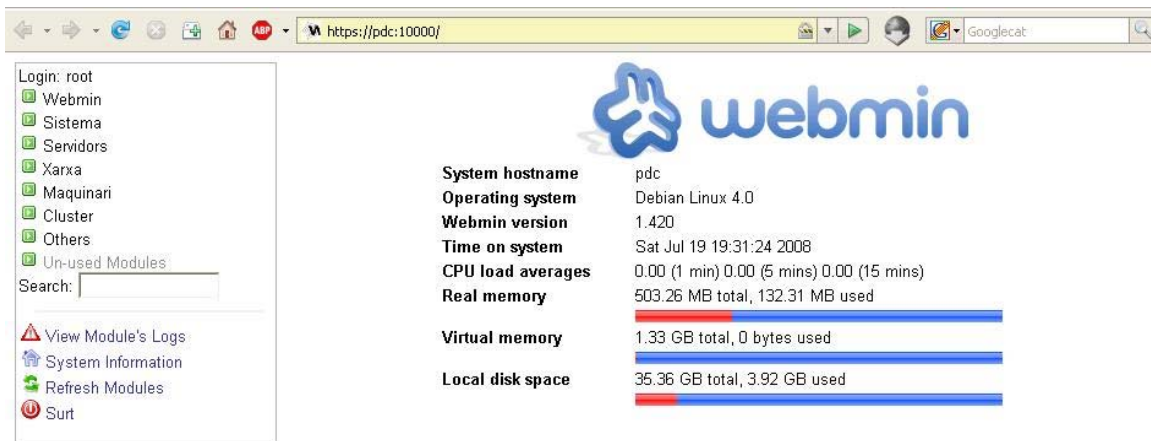 ABP
https://pdc:10000/
Googlecat
Login: root
Webmin
Sistema
Servidors
Xarxa
Maquinari
Cluster
Others
Un-used Modules
Search:
View Module's Logs
System Information
Refresh Modules
Surt
webmin
System hostname pdc
Operating system Debian Linux 4.0
Webmin version 1.420
Time on system Sat Jul 19 19:31:24 2008
CPU load averages 0.00 (1 min) 0.00 (5 mins) 0.00 (15 mins)
Real memory 503.26 MB total, 132.31 MB used
Virtual memory 1.33 GB total, 0 bytes used
Local disk space 35.36 GB total, 3.92 GB used